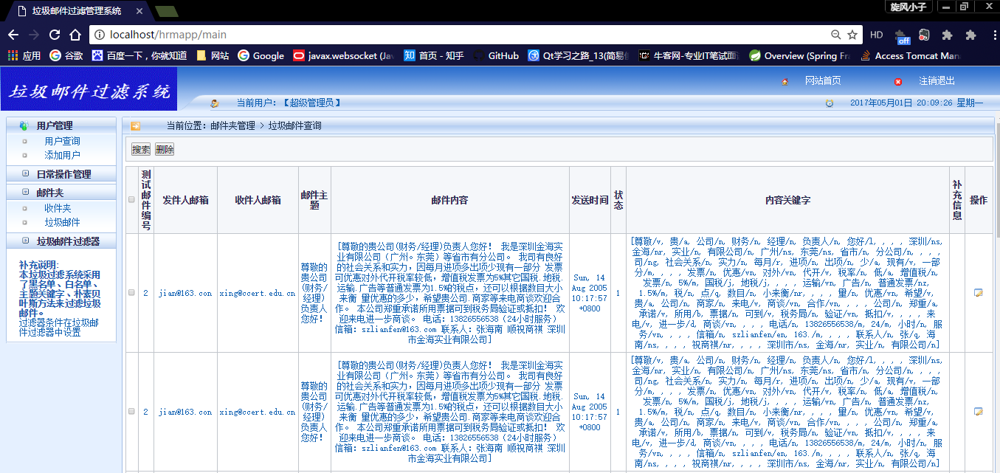 垃圾邮件过滤管理系统
旋风小子
localhost/hrmapp/main
HD
off
应用
谷歌
百度一下，你就知道
网站
Google
javax.websocket (Jav
知 首页 - 知乎
GitHub
Qt学习之路_13(简易俄
牛客网-专业IT笔试面
Overview (Spring Fra
Access Tomcat Mana
垃圾邮件过滤系统
网站首页
注销退出
当前用户：【超级管理员】
2017年05月01日 20:09:26 星期一
用户管理
用户查询
添加用户
日常操作管理
邮件夹
收件夹
垃圾邮件
垃圾邮件过滤器
补充说明:
本垃圾过滤系统采用
了黑名单、白名单、
主题关键字、朴素贝
叶斯方法来过滤垃圾
邮件。
过滤器条件在垃圾邮
件过滤器中设置
当前位置：邮件夹管理 > 垃圾邮件查询
搜索 删除
测试邮件编号
发件人邮箱
收件人邮箱
邮件主
题
邮件内容
发送时间
状态
内容关键字
补充信息
操作
2
jian@163.con
xing@ccert.edu.cn
尊敬的
贵公司
(财务/
经理)
负责人
您好！
[尊敬的贵公司(财务/经理)负责人您好！ 我是深圳金海实
业有限公司（广州。东莞）等省市有分公司。 我司有良好
的社会关系和实力，因每月进项多出项少现有一部分 发票
可优惠对外代开税率较低，增值税发票为5%其它国税.地税.
运输.广告等普通发票为1.5%的税点，还可以根据数目大小
来衡 量优惠的多少，希望贵公司.商家等来电商谈欢迎合
作。 本公司郑重承诺所用票据可到税务局验证或抵扣！ 欢
迎来电进一步商谈。 电话：13826556538（24小时服务）
信箱：szlianfen@163.com 联系人：张海南 顺祝商祺 深圳
市金海实业有限公司]
Sun, 14
Aug 2005
10:17:57
+0800
1
[尊敬/v, 贵/a, 公司/n, 财务/n, 经理/n, 负责人/n, 您好/l, , , , 深圳/ns,
金海/nr, 实业/n, 有限公司/n, 广州/ns, 东莞/ns, 省市/n, 分公司/n, , , ,
司/ng, 社会关系/n, 实力/n, 每月/r, 进项/n, 出项/n, 少/a, 现有/v, 一部
分/m, , , , 发票/n, 优惠/vn, 对外/vn, 代开/v, 税率/n, 低/a, 增值税/n,
发票/n, 5%/m, 国税/j, 地税/j, , , , 运输/vn, 广告/n, 普通发票/nz,
1.5%/m, 税/n, 点/q, 数目/n, 小来衡/nr, , , , 量/n, 优惠/vn, 希望/v,
贵/a, 公司/n, 商家/n, 来电/v, 商谈/vn, 合作/vn, , , , 公司/n, 郑重/a,
承诺/v, 所用/b, 票据/n, 可到/v, 税务局/n, 验证/vn, 抵扣/v, , , , 来
电/v, 进一步/d, 商谈/vn, , , , 电话/n, 13826556538/m, 24/m, 小时/n, 服
务/vn, , , , 信箱/n, szlianfen/en, 163./m, , , , 联系人/n, 张/q, 海
南/ns, , , , 祝商祺/nr, , , , 深圳市/ns, 金海/nr, 实业/n, 有限公司/n]
2
jian@163.con
xing@ccert.edu.cn
尊敬的
贵公司
(财务/
经理)
负责人
您好！
[尊敬的贵公司(财务/经理)负责人您好！ 我是深圳金海实
业有限公司（广州。东莞）等省市有分公司。 我司有良好
的社会关系和实力，因每月进项多出项少现有一部分 发票
可优惠对外代开税率较低，增值税发票为5%其它国税.地税.
运输.广告等普通发票为1.5%的税点，还可以根据数目大小
来衡 量优惠的多少，希望贵公司.商家等来电商谈欢迎合
作。 本公司郑重承诺所用票据可到税务局验证或抵扣！ 欢
迎来电进一步商谈。 电话：13826556538（24小时服务）
信箱：szlianfen@163.com 联系人：张海南 顺祝商祺 深圳
市金海实业有限公司]
Sun, 14
Aug 2005
10:17:57
+0800
1
[尊敬/v, 贵/a, 公司/n, 财务/n, 经理/n, 负责人/n, 您好/l, , , , 深圳/ns,
金海/nr, 实业/n, 有限公司/n, 广州/ns, 东莞/ns, 省市/n, 分公司/n, , , ,
司/ng, 社会关系/n, 实力/n, 每月/r, 进项/n, 出项/n, 少/a, 现有/v, 一部
分/m, , , , 发票/n, 优惠/vn, 对外/vn, 代开/v, 税率/n, 低/a, 增值税/n,
发票/n, 5%/m, 国税/j, 地税/j, , , , 运输/vn, 广告/n, 普通发票/nz,
1.5%/m, 税/n, 点/q, 数目/n, 小来衡/nr, , , , 量/n, 优惠/vn, 希望/v,
贵/a, 公司/n, 商家/n, 来电/v, 商谈/vn, 合作/vn, , , , 公司/n, 郑重/a,
承诺/v, 所用/b, 票据/n, 可到/v, 税务局/n, 验证/vn, 抵扣/v, , , , 来
电/v, 进一步/d, 商谈/vn, , , , 电话/n, 13826556538/m, 24/m, 小时/n, 服
务/vn, , , , 信箱/n, szlianfen/en, 163./m, , , , 联系人/n, 张/q, 海
南/ns, , , , 祝商祺/nr, , , , 深圳市/ns, 金海/nr, 实业/n, 有限公司/n]